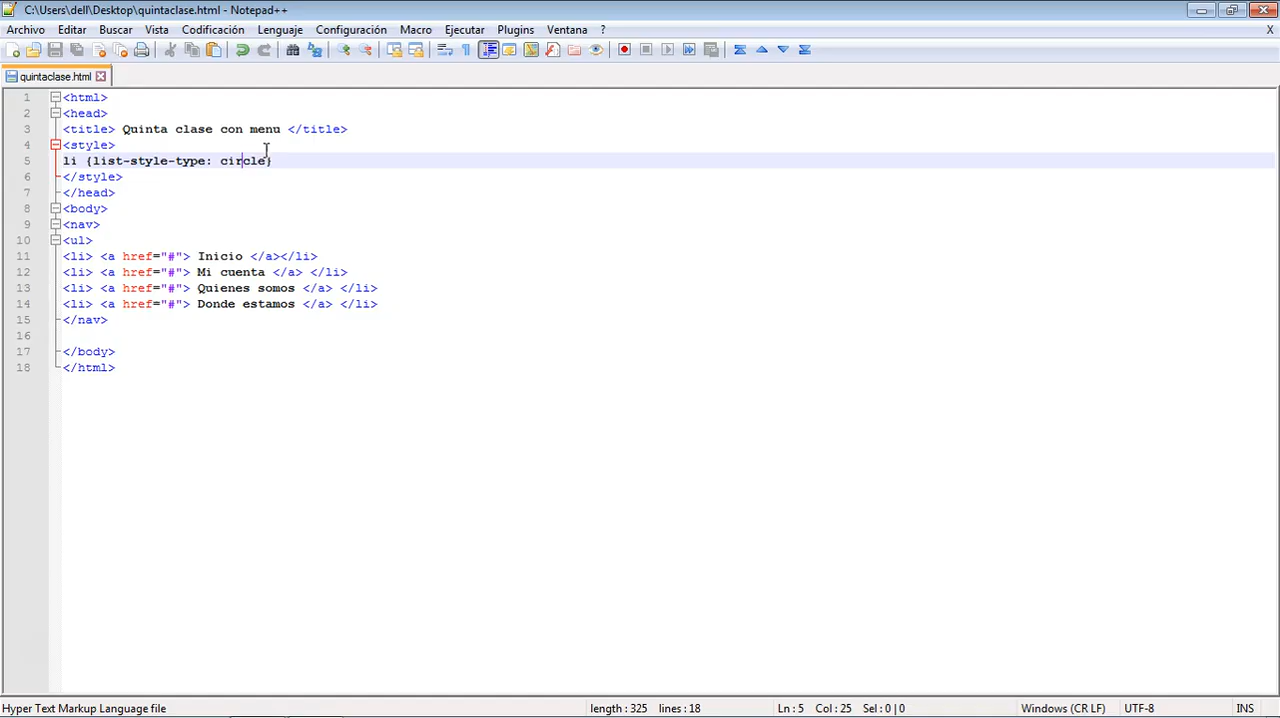 C:\Users\dell\Desktop\quintaclase.html - Notepad++
Archivo Editar Buscar Vista Codificación Lenguaje Configuración Macro Ejecutar Plugins Ventana ? X
quintaclase.html
1 <html>
2 <head>
3 <title> Quinta clase con menu </title>
4 <style>
5 li {list-style-type: circle}
6 </style>
7 </head>
8 <body>
9 <nav>
10 <ul>
11 <li> <a href="#"> Inicio </a></li>
12 <li> <a href="#"> Mi cuenta </a> </li>
13 <li> <a href="#"> Quienes somos </a> </li>
14 <li> <a href="#"> Donde estamos </a> </li>
15 </nav>
16
17 </body>
18 </html>
Hyper Text Markup Language file length : 325 lines : 18 Ln : 5 Col : 25 Sel : 0 | 0 Windows (CR LF) UTF-8 INS